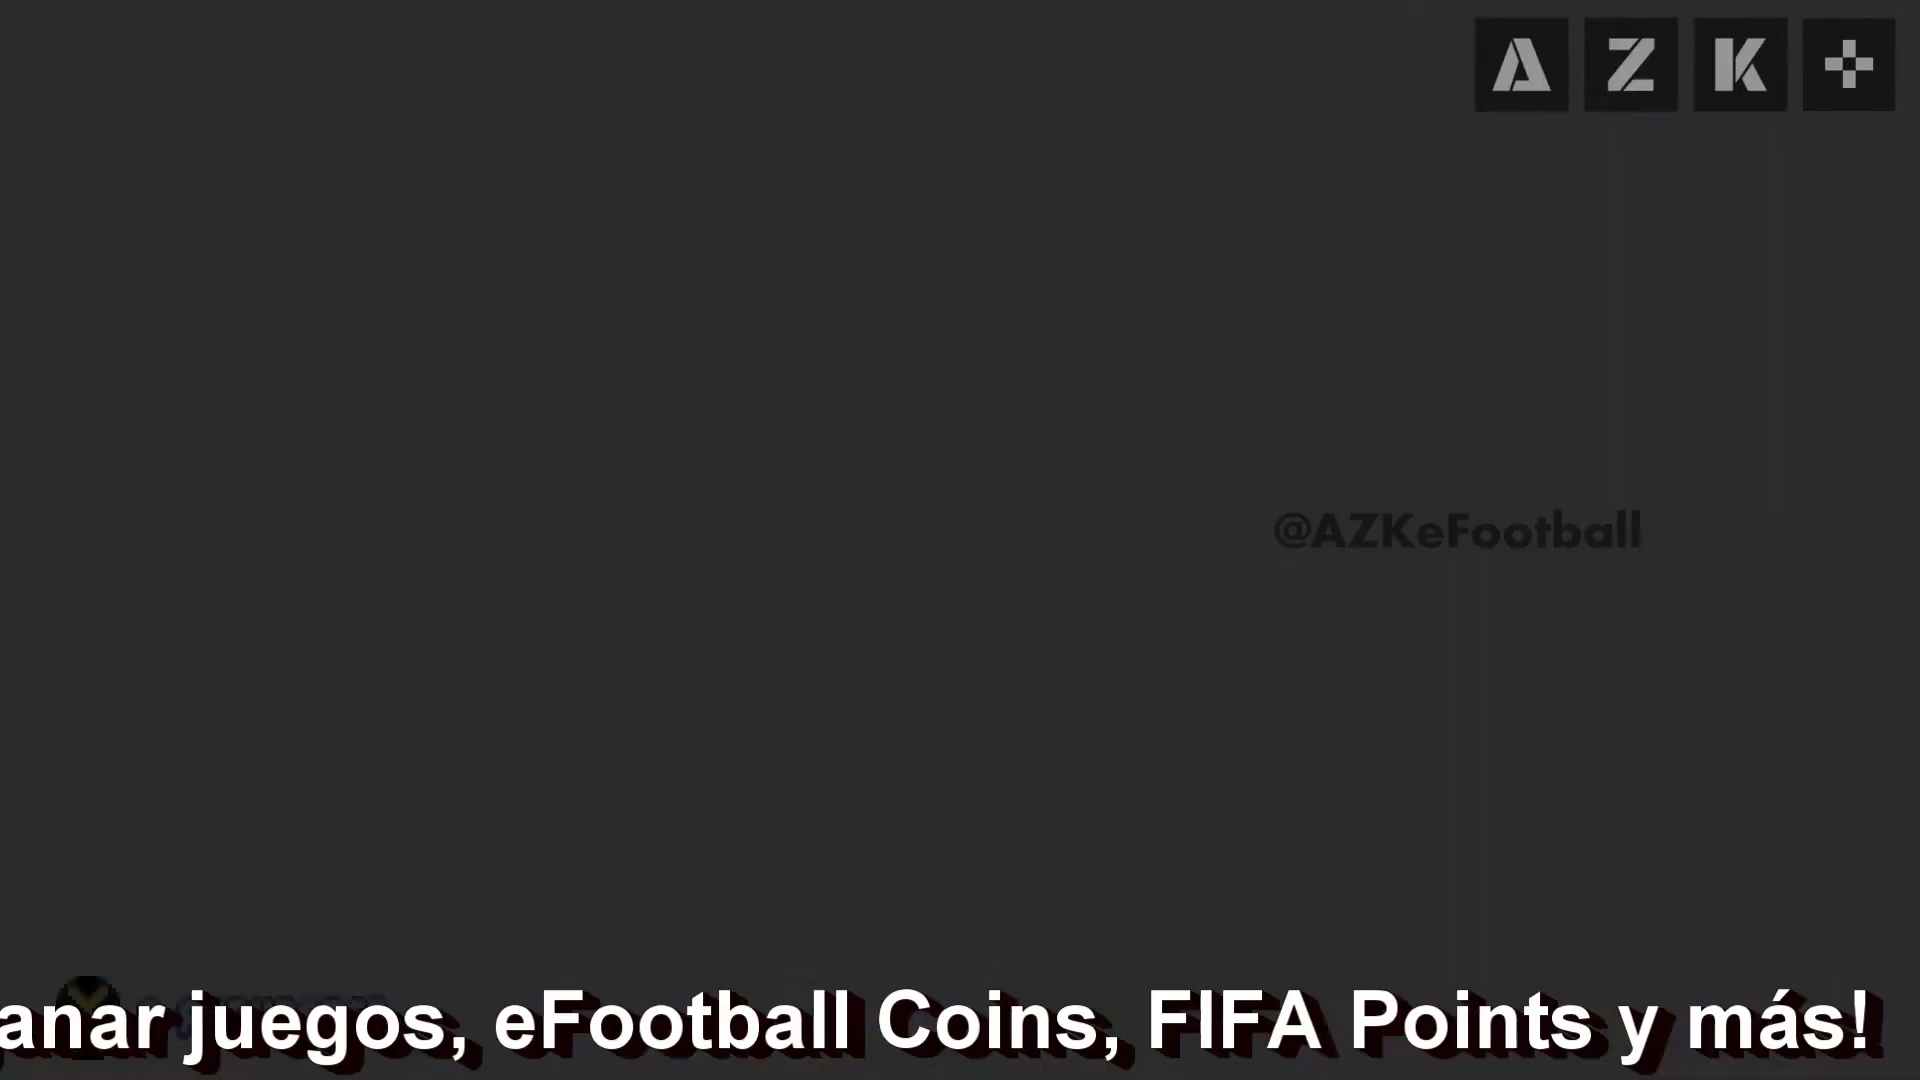 A Z K +
@AZKeFootball
anar juegos, eFootball Coins, FIFA Points y más!